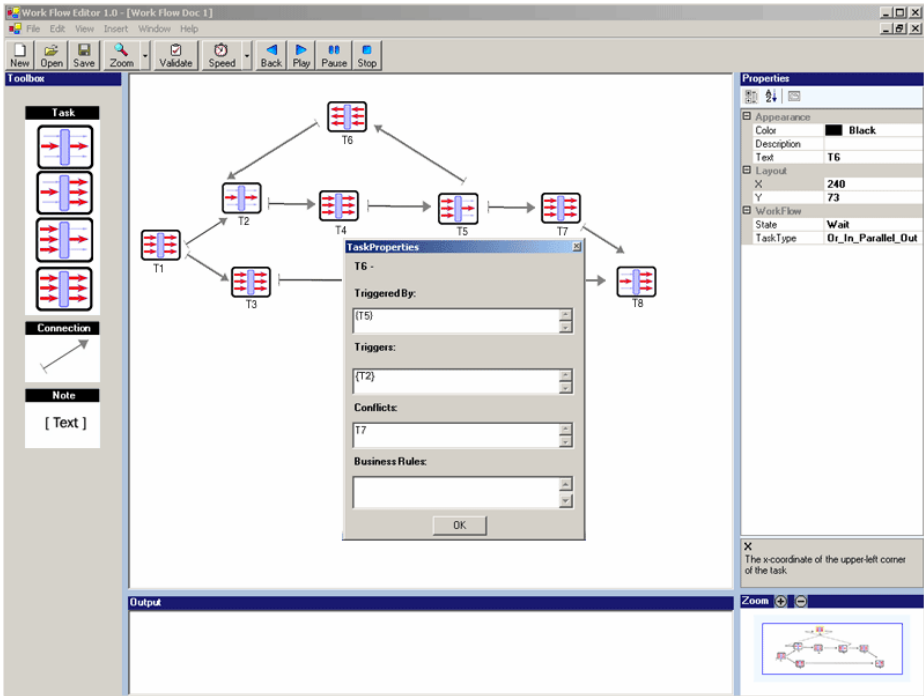 Work Flow Editor 1.0 - [Work Flow Doc 1]
File Edit View Insert Window Help
New Open Save Zoom Validate Speed Back Play Pause Stop
Toolbox
Task
Connection
Note
[ Text ]
T6
T2
T4
T5
T7
T1
T3
T8
TaskProperties
T6 -
Triggered By:
{T5}
Triggers:
{T2}
Conflicts:
T7
Business Rules:
OK
Output
Properties
Appearance
Color Black
Description
Text T6
Layout
X 240
Y 73
WorkFlow
State Wait
TaskType Or_In_Parallel_Out
X
The x-coordinate of the upper-left corner
of the task
Zoom